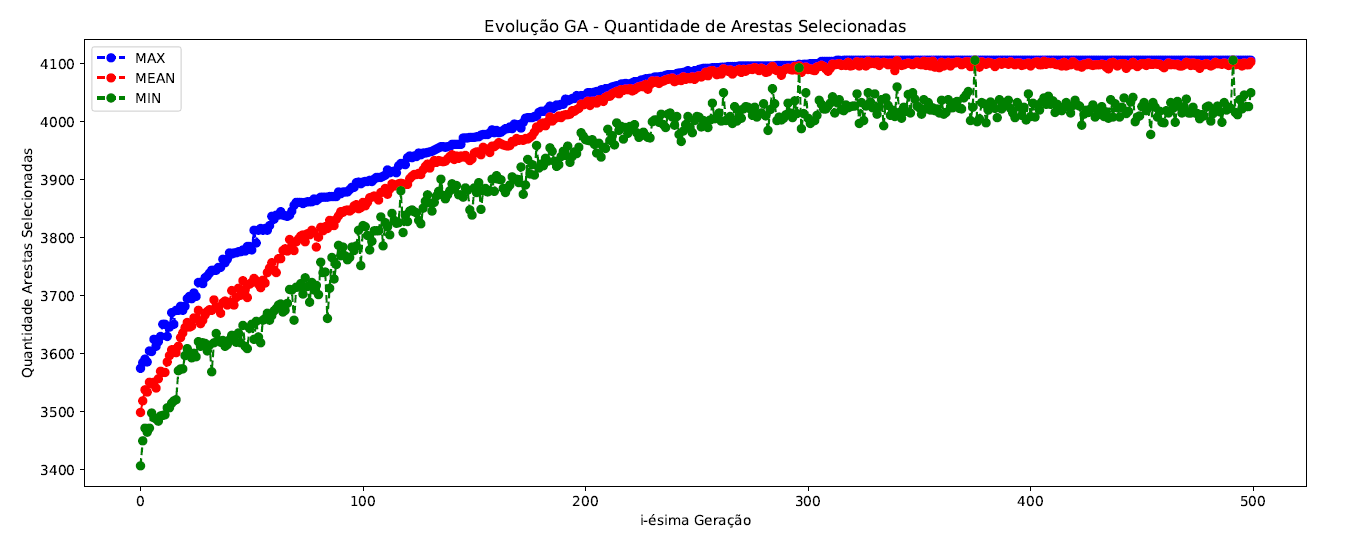 Evolução GA - Quantidade de Arestas Selecionadas
MAX
MEAN
MIN
Quantidade Arestas Selecionadas
4100
4000
3900
3800
3700
3600
3500
3400
0
100
200
300
400
500
i-ésima Geração